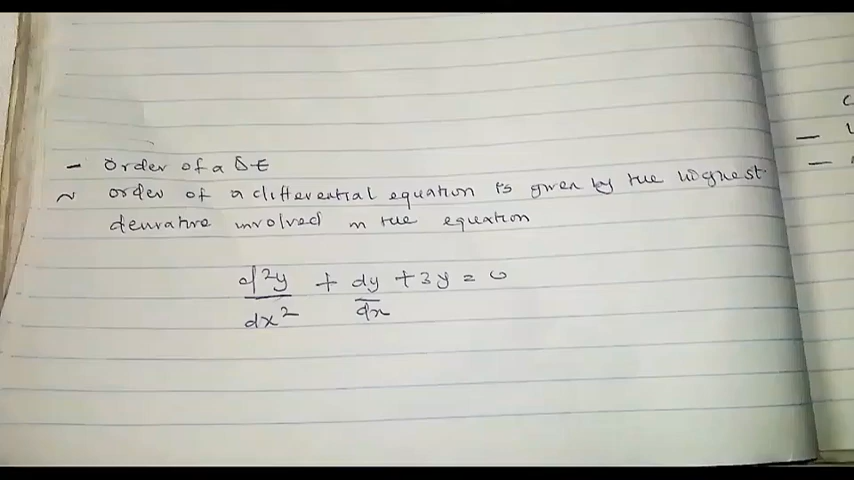 - Order of a DE
~ order of a differential equation is given by the highest
derivative involved in the equation
d²y/dx² + dy/dx + 3y = 0